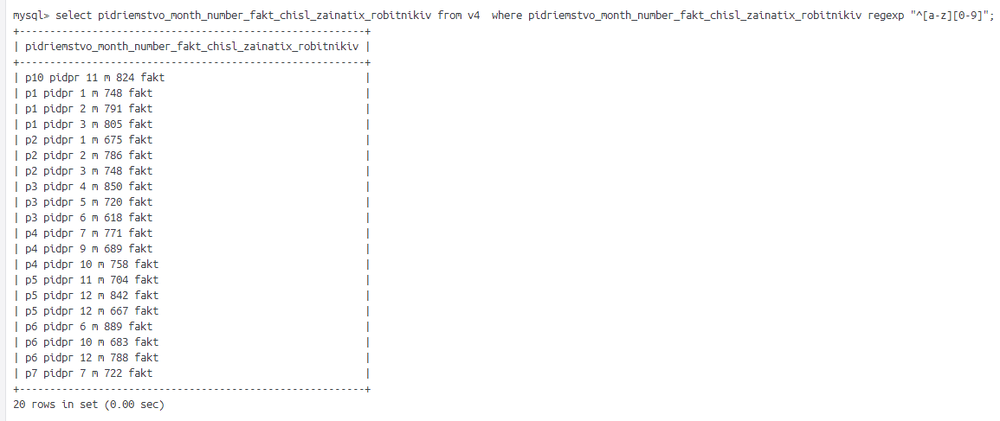 mysql> select pidriemstvo_month_number_fakt_chisl_zainatix_robitnikiv from v4  where pidriemstvo_month_number_fakt_chisl_zainatix_robitnikiv regexp "^[a-z][0-9]";
+---------------------------------------------------------+
| pidriemstvo_month_number_fakt_chisl_zainatix_robitnikiv |
+---------------------------------------------------------+
| p10 pidpr 11 m 824 fakt                                 |
| p1 pidpr 1 m 748 fakt                                   |
| p1 pidpr 2 m 791 fakt                                   |
| p1 pidpr 3 m 805 fakt                                   |
| p2 pidpr 1 m 675 fakt                                   |
| p2 pidpr 2 m 786 fakt                                   |
| p2 pidpr 3 m 748 fakt                                   |
| p3 pidpr 4 m 850 fakt                                   |
| p3 pidpr 5 m 720 fakt                                   |
| p3 pidpr 6 m 618 fakt                                   |
| p4 pidpr 7 m 771 fakt                                   |
| p4 pidpr 9 m 689 fakt                                   |
| p4 pidpr 10 m 758 fakt                                  |
| p5 pidpr 11 m 704 fakt                                  |
| p5 pidpr 12 m 842 fakt                                  |
| p5 pidpr 12 m 667 fakt                                  |
| p6 pidpr 6 m 889 fakt                                   |
| p6 pidpr 10 m 683 fakt                                  |
| p6 pidpr 12 m 788 fakt                                  |
| p7 pidpr 7 m 722 fakt                                   |
+---------------------------------------------------------+
20 rows in set (0.00 sec)